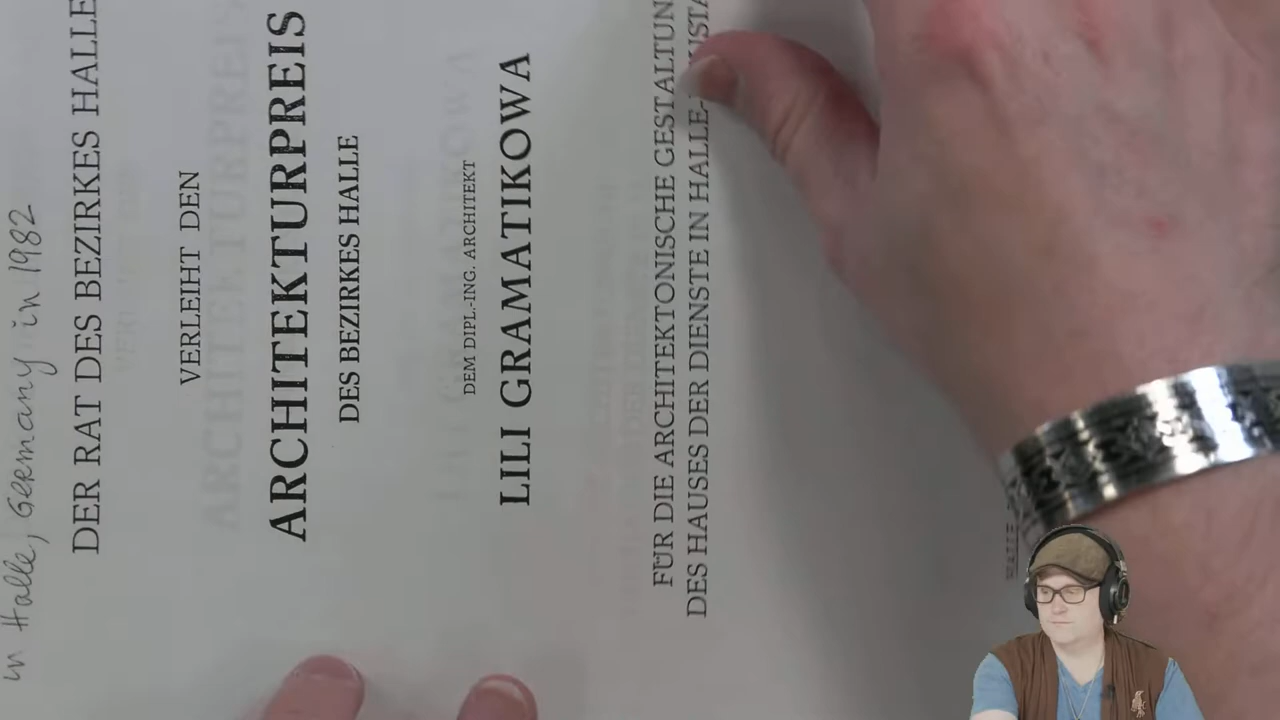 in Halle, Germany in 1982
DER RAT DES BEZIRKES HALLE
VERLEIHT DEN
ARCHITEKTURPREIS
DES BEZIRKES HALLE
DEM DIPL.-ING. ARCHITEKT
LILI GRAMATIKOWA
FÜR DIE ARCHITEKTONISCHE GESTALTUN
DES HAUSES DER DIENSTE IN HALLE-